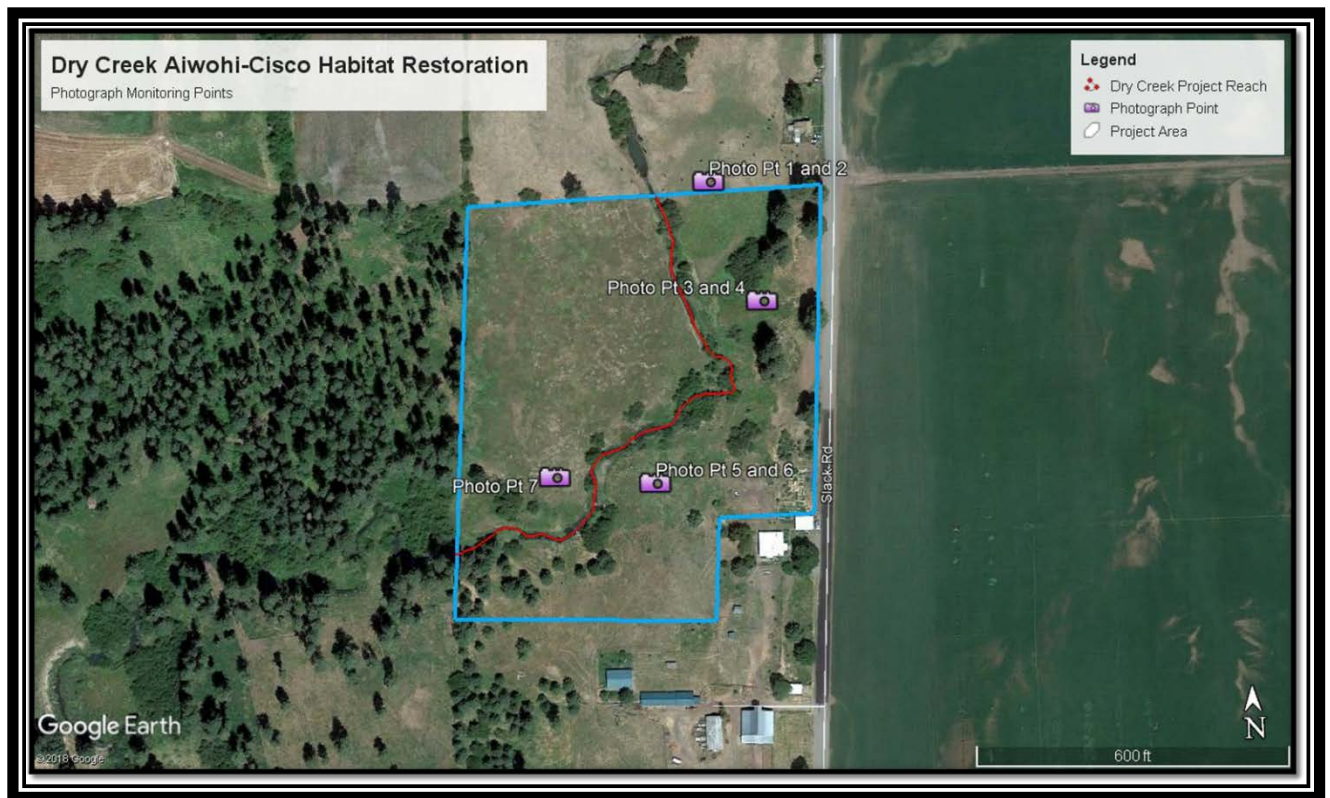 Dry Creek Aiwohi-Cisco Habitat Restoration
Photograph Monitoring Points
Legend
Dry Creek Project Reach
Photograph Point
Project Area
Photo Pt 1 and 2
Photo Pt 3 and 4
Photo Pt 5 and 6
Photo Pt 7
Slack-Rd
Google Earth
©2018 Google
N
600 ft